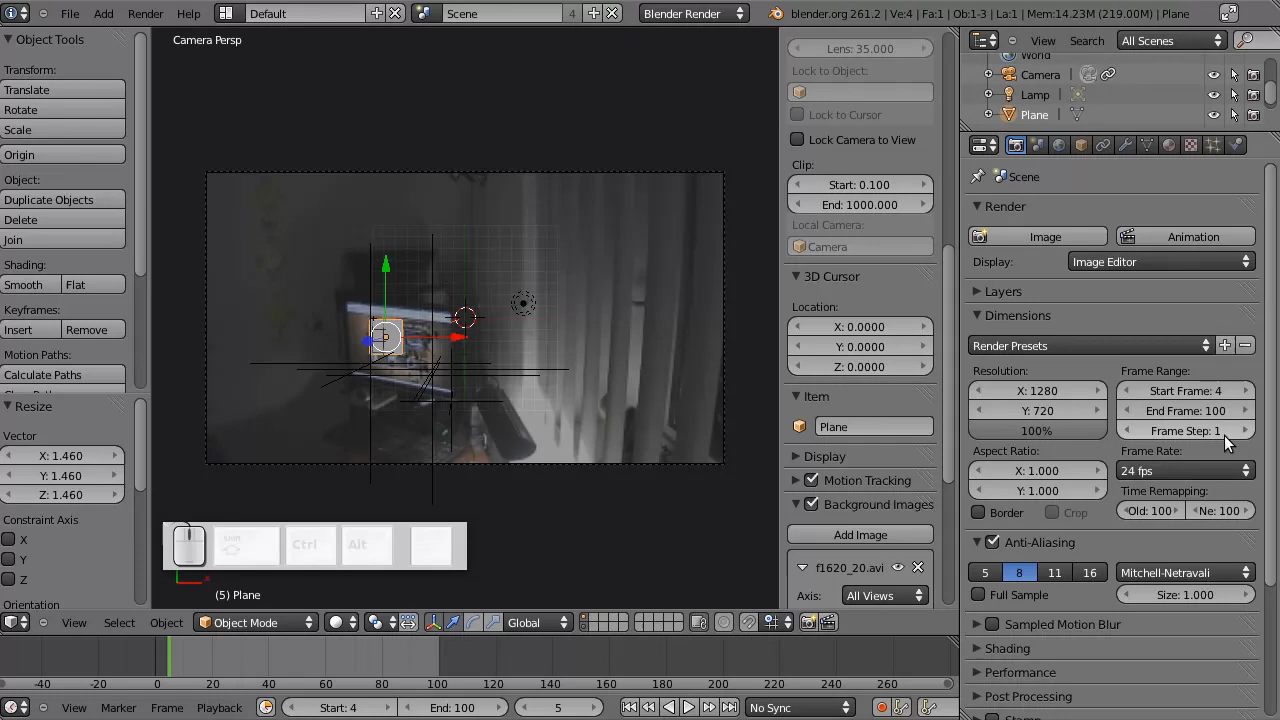 File Add Render Help Default Scene 4 Blender Render blender.org 261.2 | Ve:4 | Fa:1 | Ob:1-3 | La:1 | Mem:14.23M (219.00M) | Plane
Object Tools
Transform:
Translate
Rotate
Scale
Origin
Object:
Duplicate Objects
Delete
Join
Shading:
Smooth Flat
Keyframes:
Insert Remove
Motion Paths:
Calculate Paths
Resize
Vector
X: 1.460
Y: 1.460
Z: 1.460
Constraint Axis
X
Y
Z
Orientation
Camera Persp
Ctrl Alt
(5) Plane
Lens: 35.000
Lock to Object:
Lock to Cursor
Lock Camera to View
Clip:
Start: 0.100
End: 1000.000
Local Camera:
Camera
3D Cursor
Location:
X: 0.0000
Y: 0.0000
Z: 0.0000
Item
Plane
Display
Motion Tracking
Background Images
Add Image
f1620_20.avi
Axis: All Views
View Search All Scenes
World
Camera
Lamp
Plane
Scene
Render
Image Animation
Display: Image Editor
Layers
Dimensions
Render Presets
Resolution: Frame Range:
X: 1280 Start Frame: 4
Y: 720 End Frame: 100
100% Frame Step: 1
Aspect Ratio: Frame Rate:
X: 1.000 24 fps
Y: 1.000 Time Remapping:
Border Crop Old: 100 Ne: 100
Anti-Aliasing
5 8 11 16 Mitchell-Netravali
Full Sample Size: 1.000
Sampled Motion Blur
Shading
Performance
Post Processing
View Select Object Object Mode Global
-40 -20 0 20 40 60 80 100 120 140 160 180 200 220 240 260
View Marker Frame Playback Start: 4 End: 100 5 No Sync